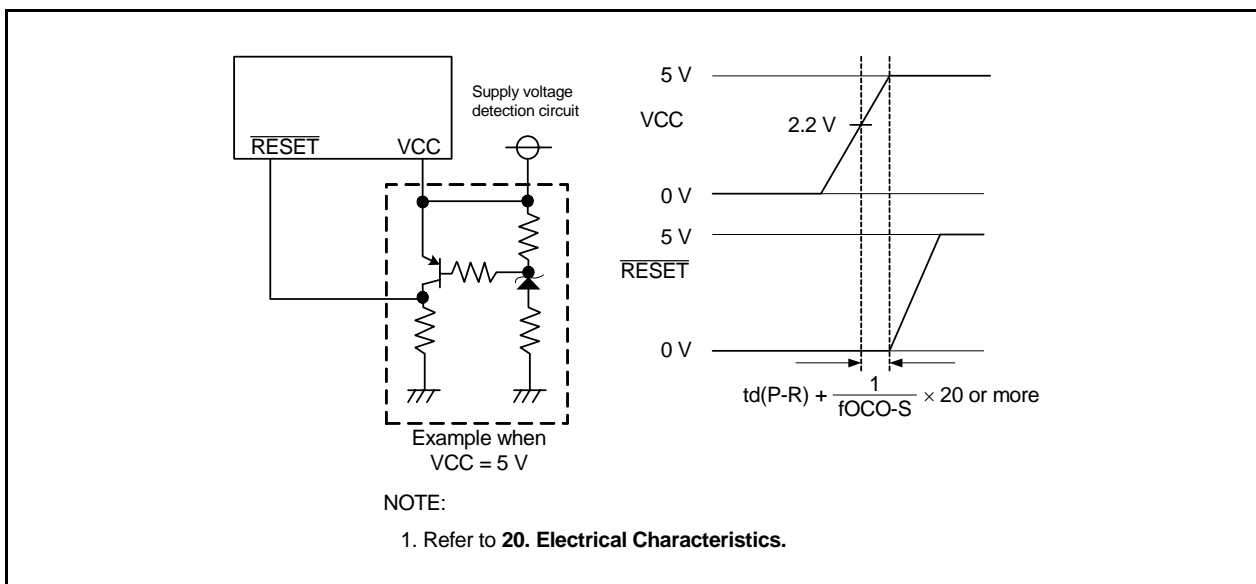 Supply voltage
detection circuit
RESET
VCC
Example when
VCC = 5 V
5 V
VCC
2.2 V
0 V
5 V
RESET
0 V
td(P-R) + 1/fOCO-S × 20 or more
NOTE:
1. Refer to 20. Electrical Characteristics.